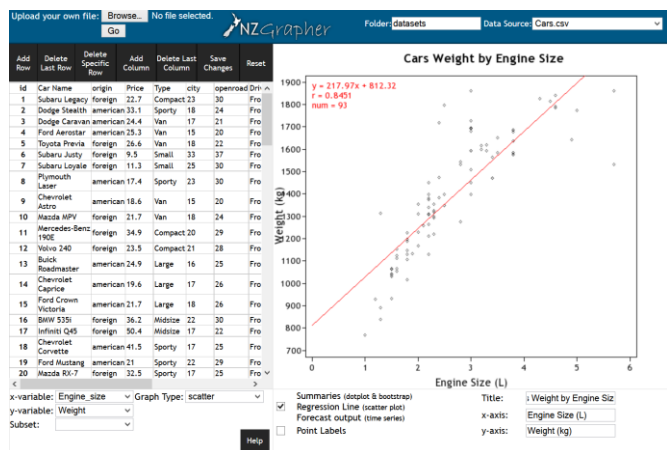 Upload your own file: Browse... No file selected.
Go
NZGrapher
Folder: datasets
Data Source: Cars.csv
Add Row
Delete Last Row
Delete Specific Row
Add Column
Delete Last Column
Save Changes
Reset
Id Car Name origin Price Type city openroad Dri
1 Subaru Legacy foreign 22.7 Compact 23 30 Fro
2 Dodge Stealth american 33.1 Sporty 18 24 Fro
3 Dodge Caravan american 24.4 Van 17 21 Fro
4 Ford Aerostar american 25.3 Van 15 20 Fro
5 Toyota Previa foreign 26.6 Van 18 22 Fro
6 Subaru Justy foreign 9.5 Small 33 37 Fro
7 Subaru Loyale foreign 11.3 Small 25 30 Fro
8 Plymouth Laser american 17.4 Sporty 23 30 Fro
9 Chevrolet Astro american 18.6 Van 15 20 Fro
10 Mazda MPV foreign 21.7 Van 18 24 Fro
11 Mercedes-Benz 190E foreign 34.9 Compact 20 29 Fro
12 Volvo 240 foreign 23.5 Compact 21 28 Fro
13 Buick Roadmaster american 24.9 Large 16 25 Fro
14 Chevrolet Caprice american 19.6 Large 17 26 Fro
15 Ford Crown Victoria american 21.7 Large 18 26 Fro
16 BMW 535i foreign 36.2 Midsize 22 30 Fro
17 Infiniti Q45 foreign 50.4 Midsize 17 22 Fro
18 Chevrolet Corvette american 41.5 Sporty 17 25 Fro
19 Ford Mustang american 21 Sporty 22 29 Fro
20 Mazda RX-7 foreign 32.5 Sporty 17 25 Fro
x-variable: Engine_size Graph Type: scatter
y-variable: Weight
Subset:
Help
Cars Weight by Engine Size
y = 217.97x + 812.32
r = 0.8451
num = 93
1900
1800
1700
1600
1500
1400
1300
1200
1100
1000
900
800
700
Weight (kg)
0 1 2 3 4 5 6
Engine Size (L)
Summaries (dotplot & bootstrap)
Regression Line (scatter plot)
Forecast output (time series)
Point Labels
Title: s Weight by Engine Siz
x-axis: Engine Size (L)
y-axis: Weight (kg)